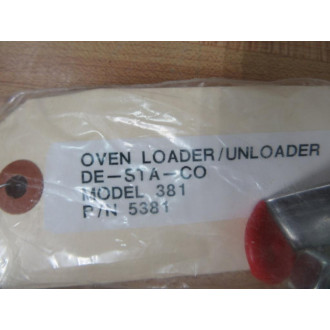 OVEN LOADER/UNLOADER
DE-STA-CO
MODEL 381
P/N 5381